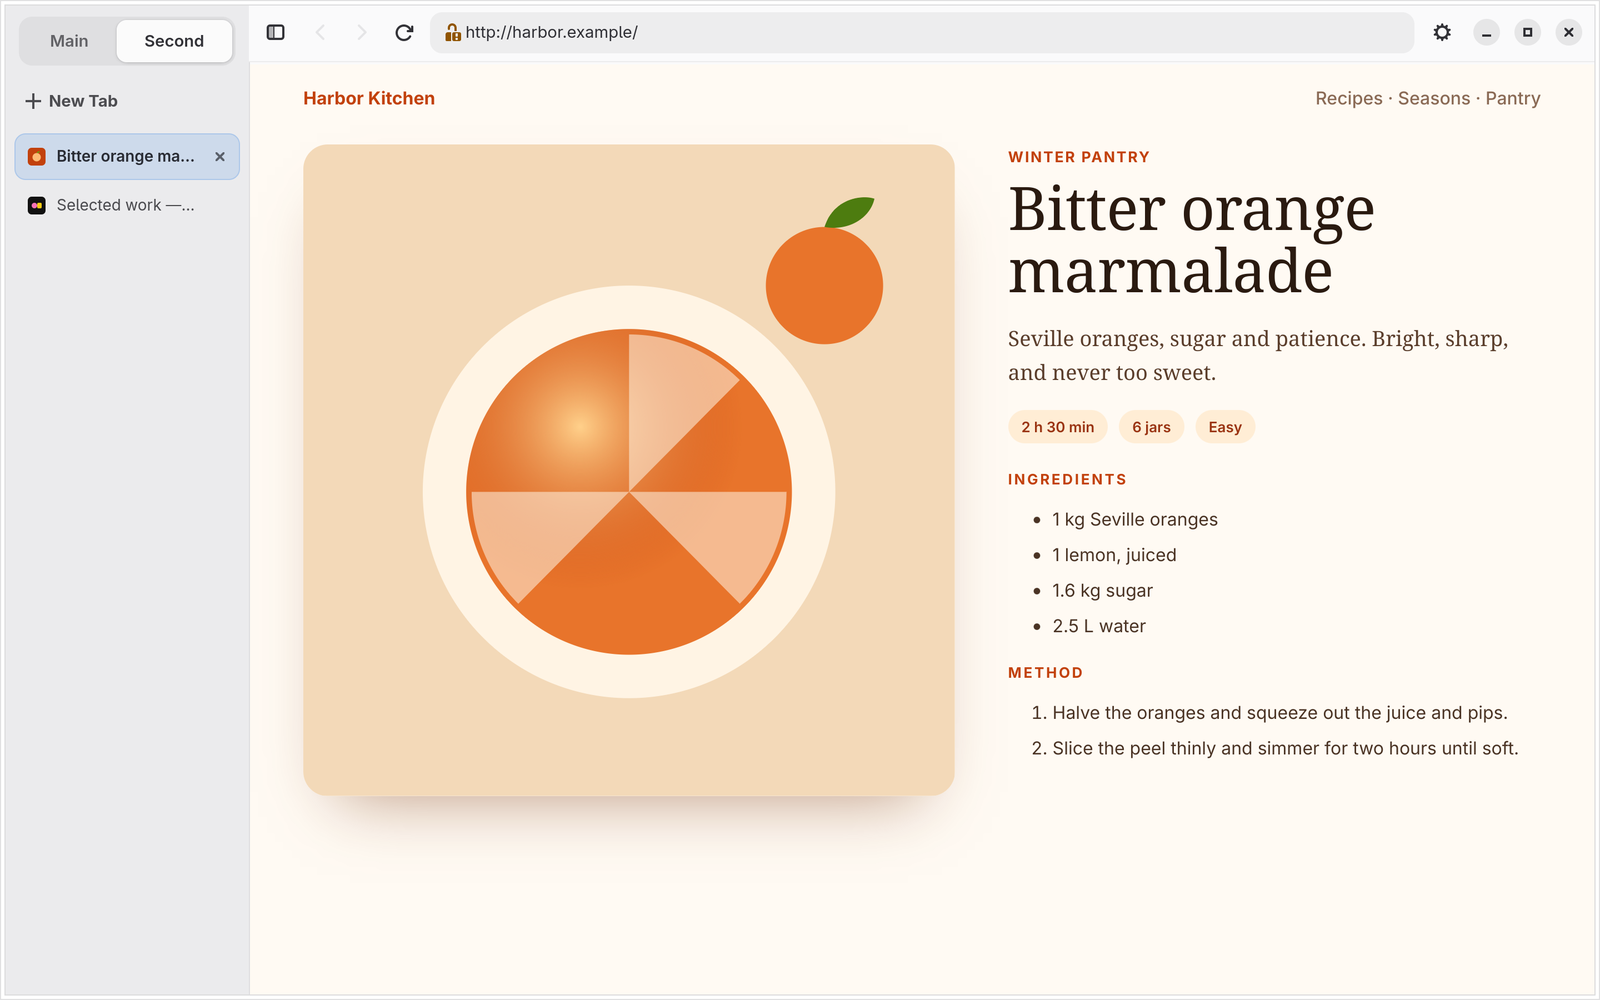 Main
Second
New Tab
Bitter orange ma...
Selected work —...
http://harbor.example/
Harbor Kitchen
Recipes · Seasons · Pantry
WINTER PANTRY
Bitter orange
marmalade
Seville oranges, sugar and patience. Bright, sharp,
and never too sweet.
2 h 30 min
6 jars
Easy
INGREDIENTS
• 1 kg Seville oranges
• 1 lemon, juiced
• 1.6 kg sugar
• 2.5 L water
METHOD
1. Halve the oranges and squeeze out the juice and pips.
2. Slice the peel thinly and simmer for two hours until soft.